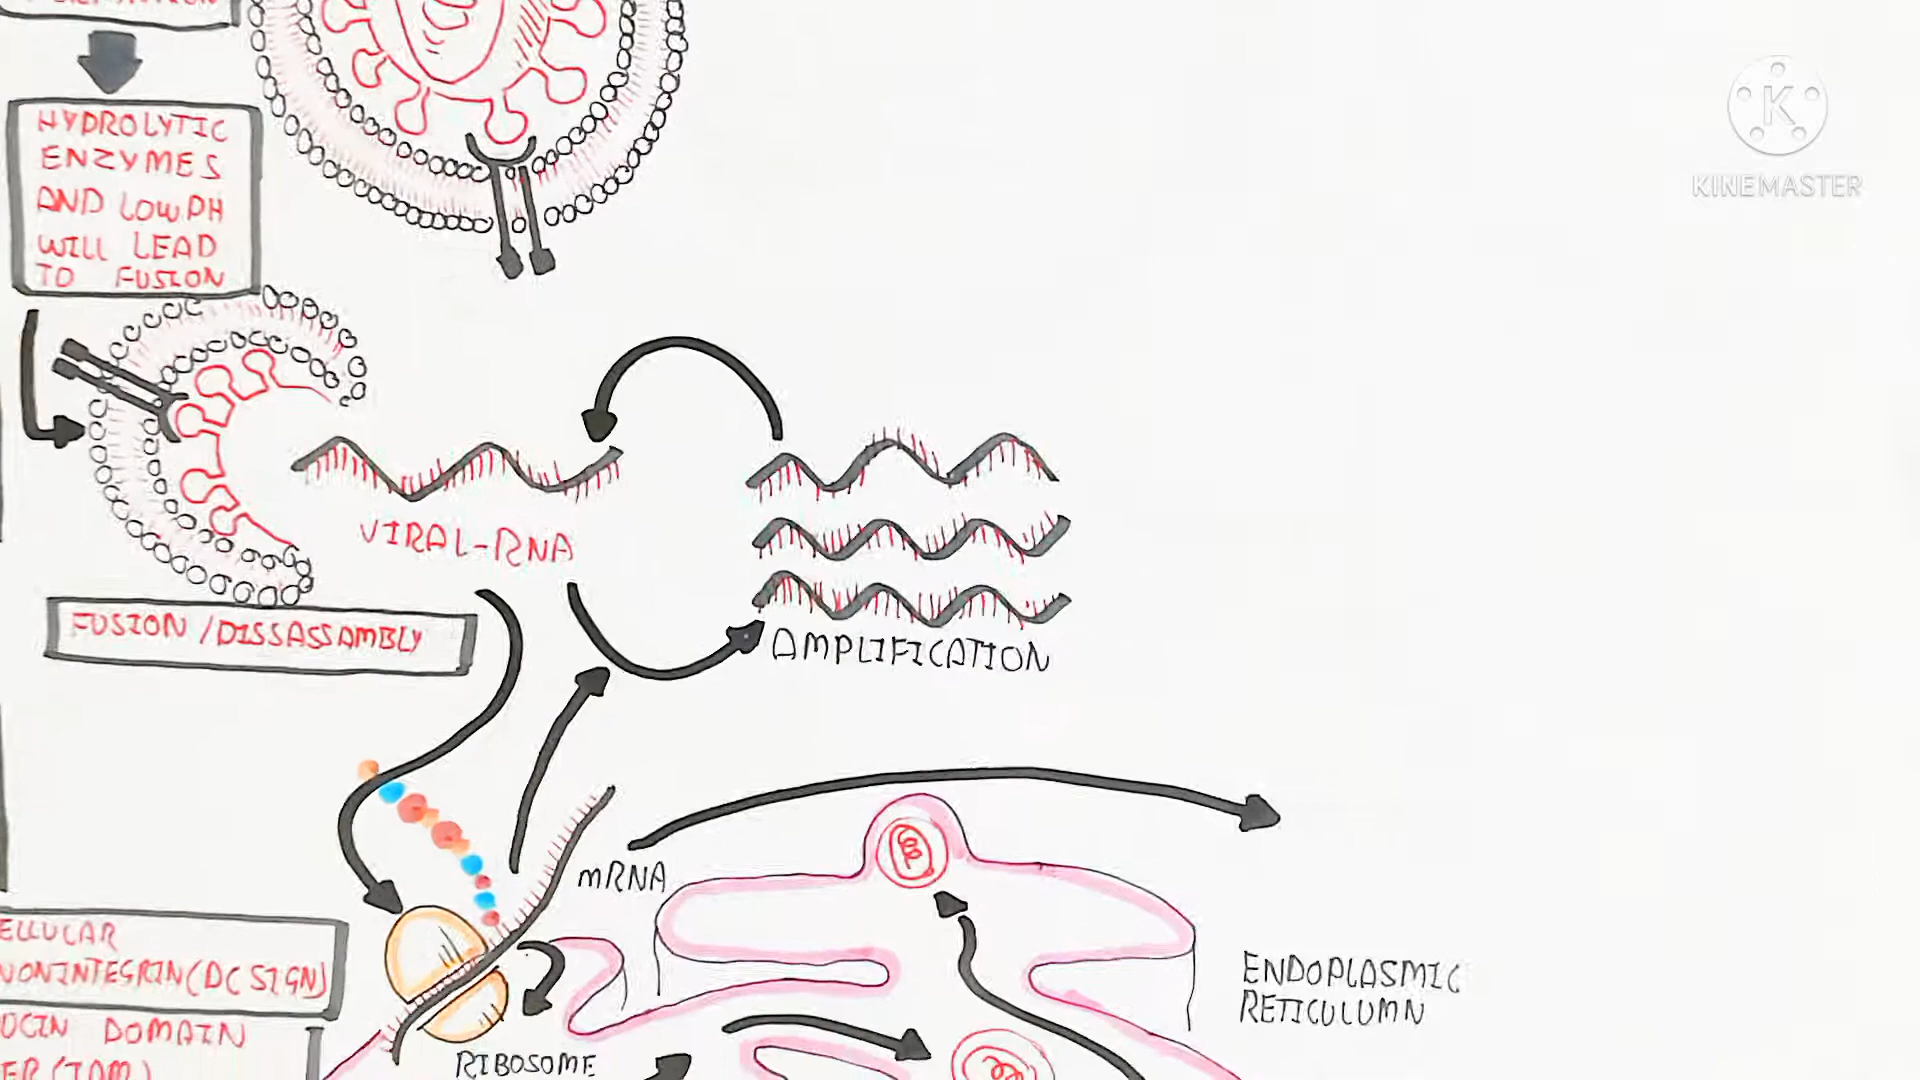 HYDROLYTIC
ENZYMES
AND LOW PH
WILL LEAD
TO FUSION
KINEMASTER
VIRAL-RNA
FUSION/DISSASSAMBLY
AMPLIFICATION
mRNA
ELLULAR
NONINTEGRIN(DC SIGN)
DOMAIN
ENDOPLASMIC
RETICULUMN
RIBOSOME